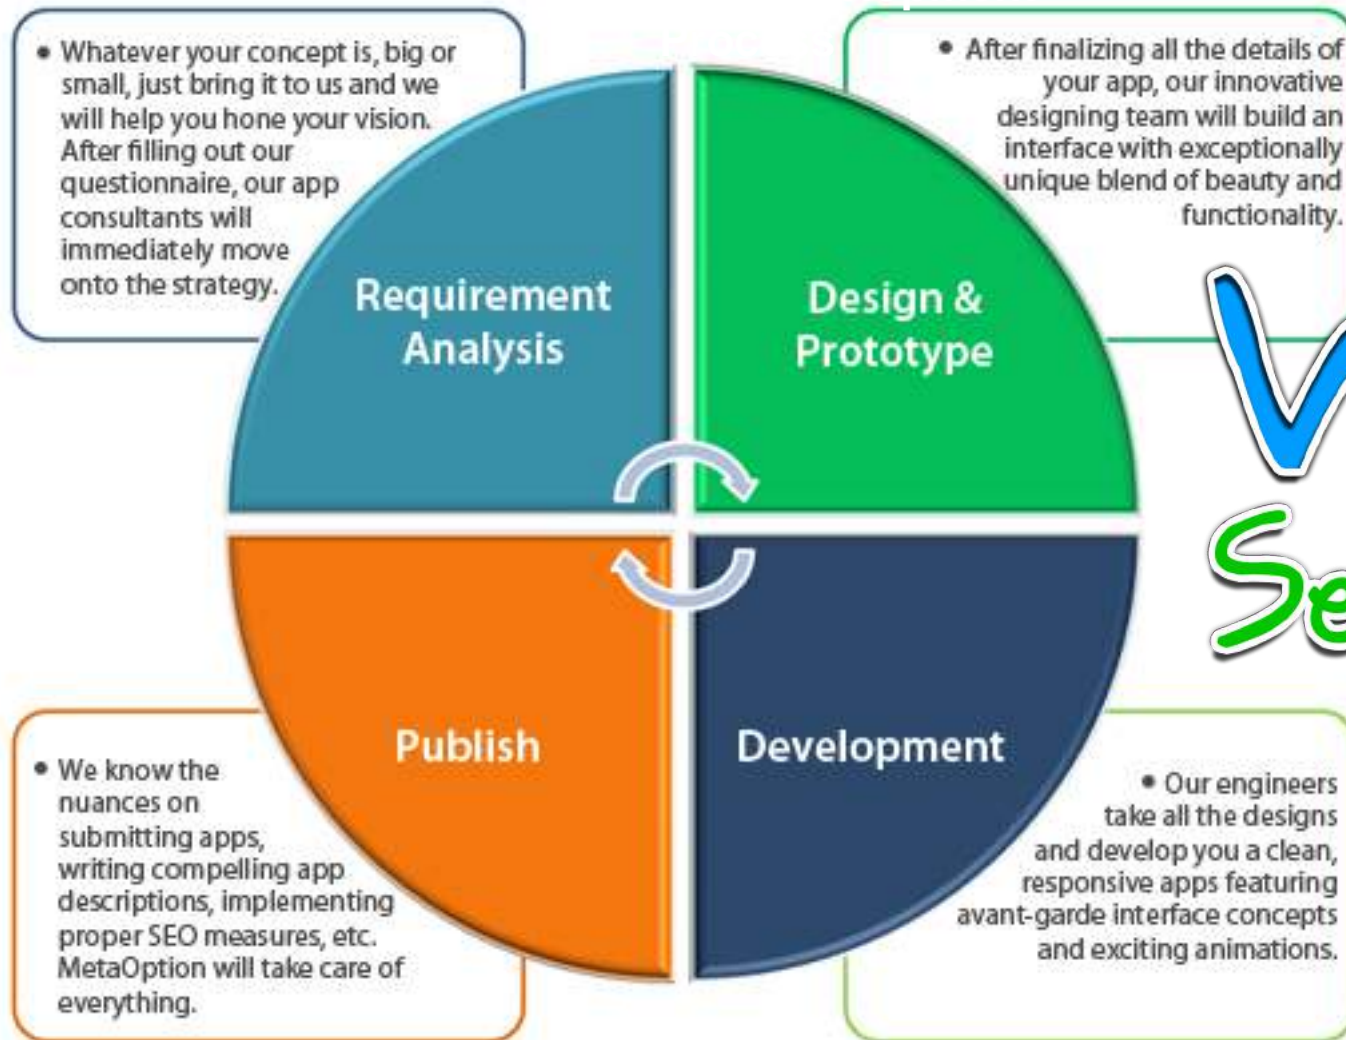 • Whatever your concept is, big or
small, just bring it to us and we
will help you hone your vision.
After filling out our
questionnaire, our app
consultants will
immediately move
onto the strategy.
• After finalizing all the details of
your app, our innovative
designing team will build an
interface with exceptionally
unique blend of beauty and
functionality.
Requirement
Analysis
Design &
Prototype
Publish
Development
• We know the
nuances on
submitting apps,
writing compelling app
descriptions, implementing
proper SEO measures, etc.
MetaOption will take care of
everything.
• Our engineers
take all the designs
and develop you a clean,
responsive apps featuring
avant-garde interface concepts
and exciting animations.